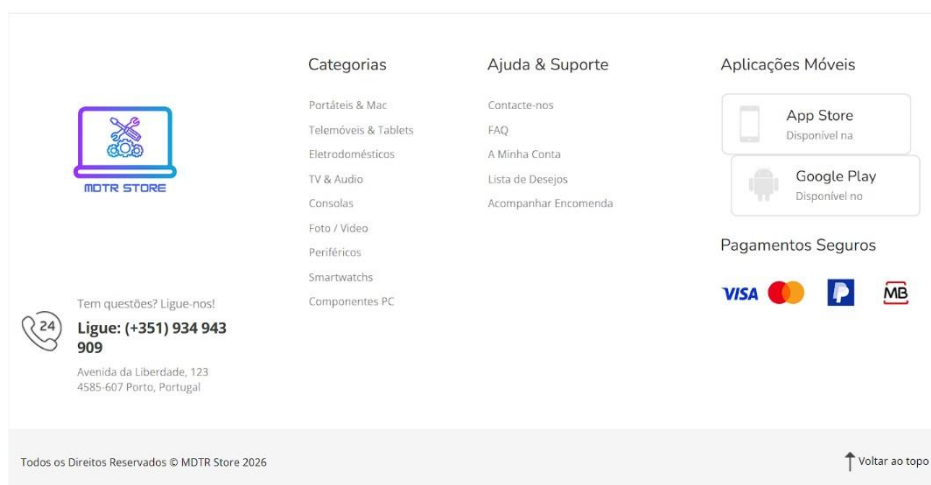 MDTR STORE
24
Tem questões? Ligue-nos!
Ligue: (+351) 934 943
909
Avenida da Liberdade, 123
4585-607 Porto, Portugal
Categorias
Portáteis & Mac
Telemóveis & Tablets
Eletrodomésticos
TV & Audio
Consolas
Foto / Video
Periféricos
Smartwatchs
Componentes PC
Ajuda & Suporte
Contacte-nos
FAQ
A Minha Conta
Lista de Desejos
Acompanhar Encomenda
Aplicações Móveis
App Store
Disponível na
Google Play
Disponível no
Pagamentos Seguros
VISA
MB
Todos os Direitos Reservados © MDTR Store 2026
Voltar ao topo